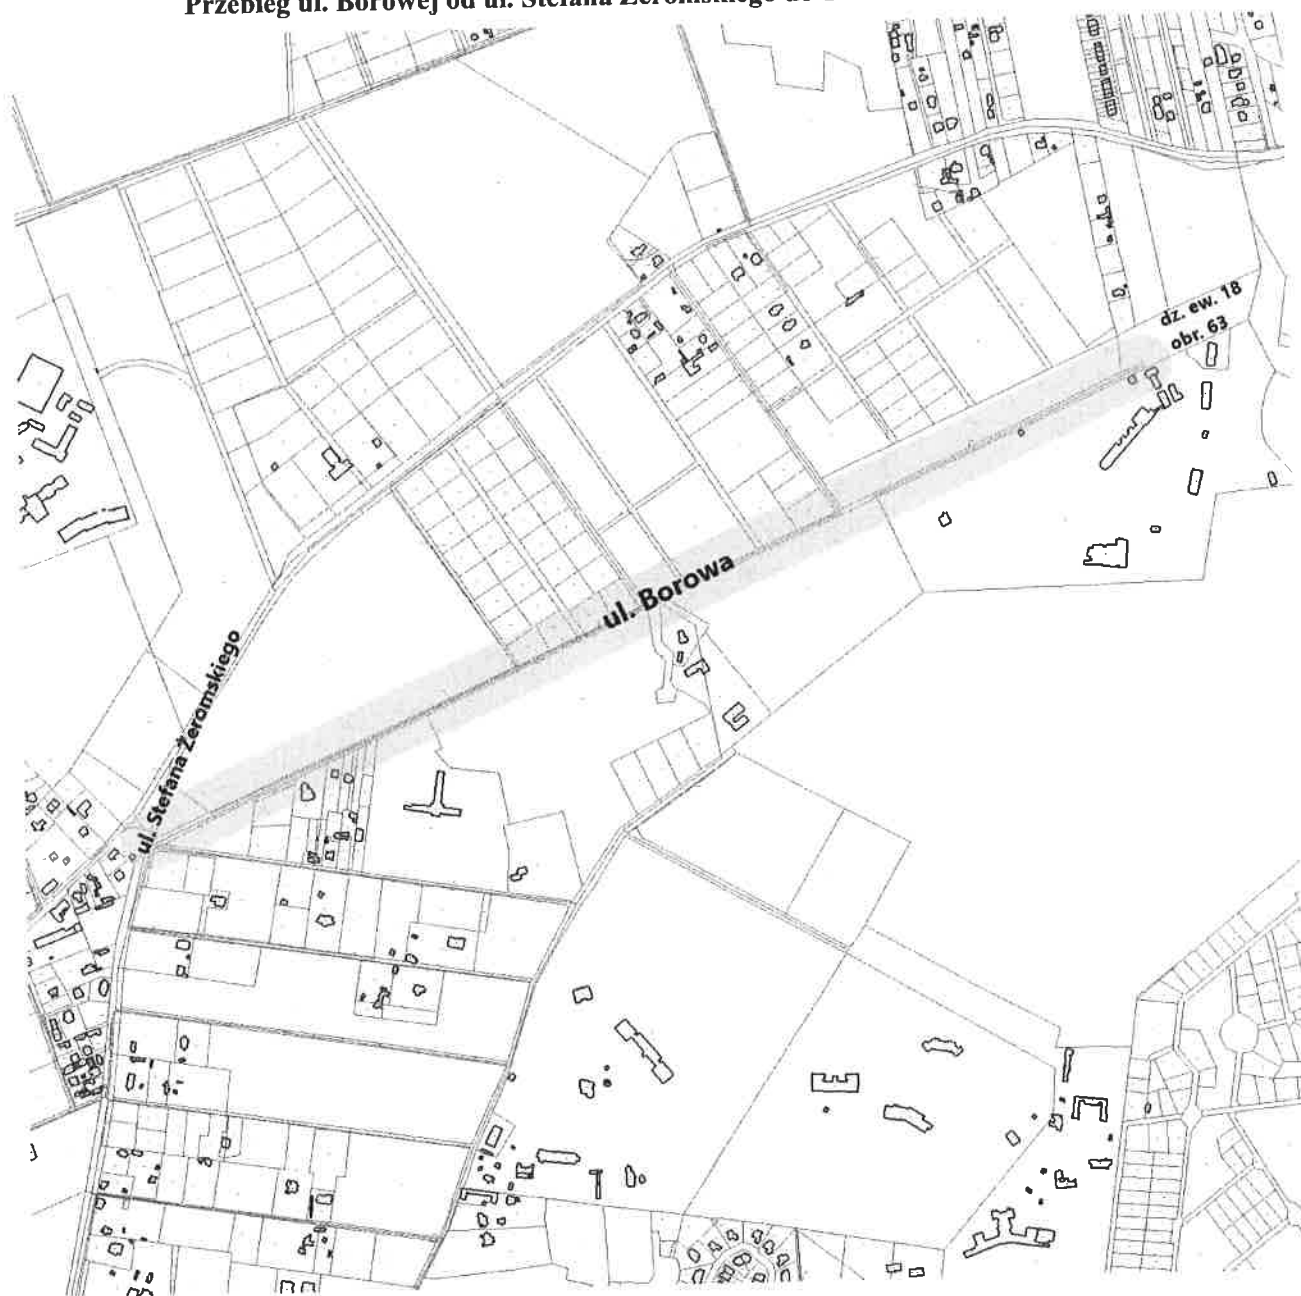 Przebieg ul. Borowej od ul. Stefana Żeromskiego do
dz. ew. 18
obr. 63
ul. Borowa
ul. Stefana Żeromskiego